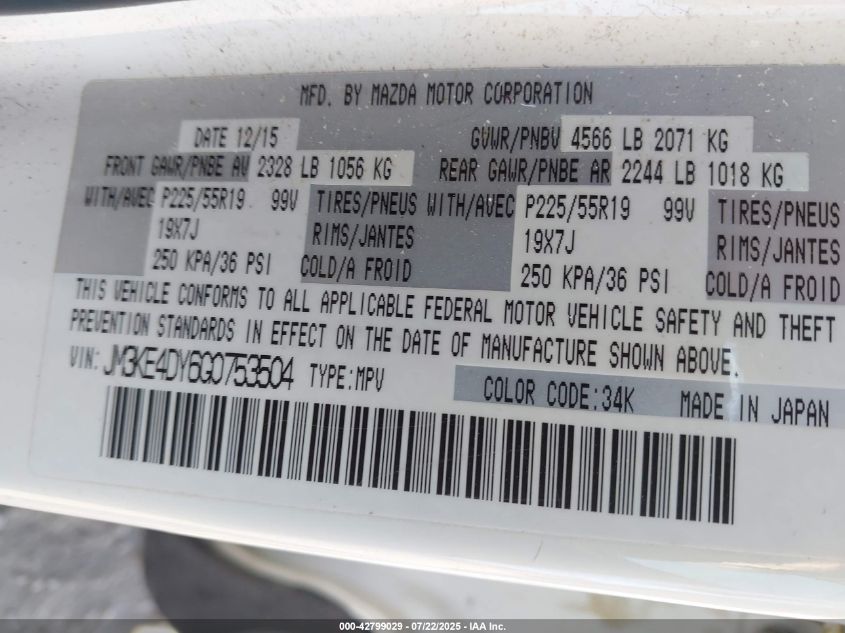 MFD. BY MAZDA MOTOR CORPORATION
DATE 12/15 GVWR/PNBV 4566 LB 2071 KG
FRONT GAWR/PNBE AV 2328 LB 1056 KG REAR GAWR/PNBE AR 2244 LB 1018 KG
WITH/AVEC P225/55R19 99V TIRES/PNEUS WITH/AVEC P225/55R19 99V TIRES/PNEUS
19X7J RIMS/JANTES 19X7J RIMS/JANTES
250 KPA/36 PSI COLD/A FROID 250 KPA/36 PSI COLD/A FROID
THIS VEHICLE CONFORMS TO ALL APPLICABLE FEDERAL MOTOR VEHICLE SAFETY AND THEFT
PREVENTION STANDARDS IN EFFECT ON THE DATE OF MANUFACTURE SHOWN ABOVE.
VIN: JM3KE4DY6G0753504 TYPE:MPV COLOR CODE:34K MADE IN JAPAN
000-42799029 - 07/22/2025 - IAA Inc.